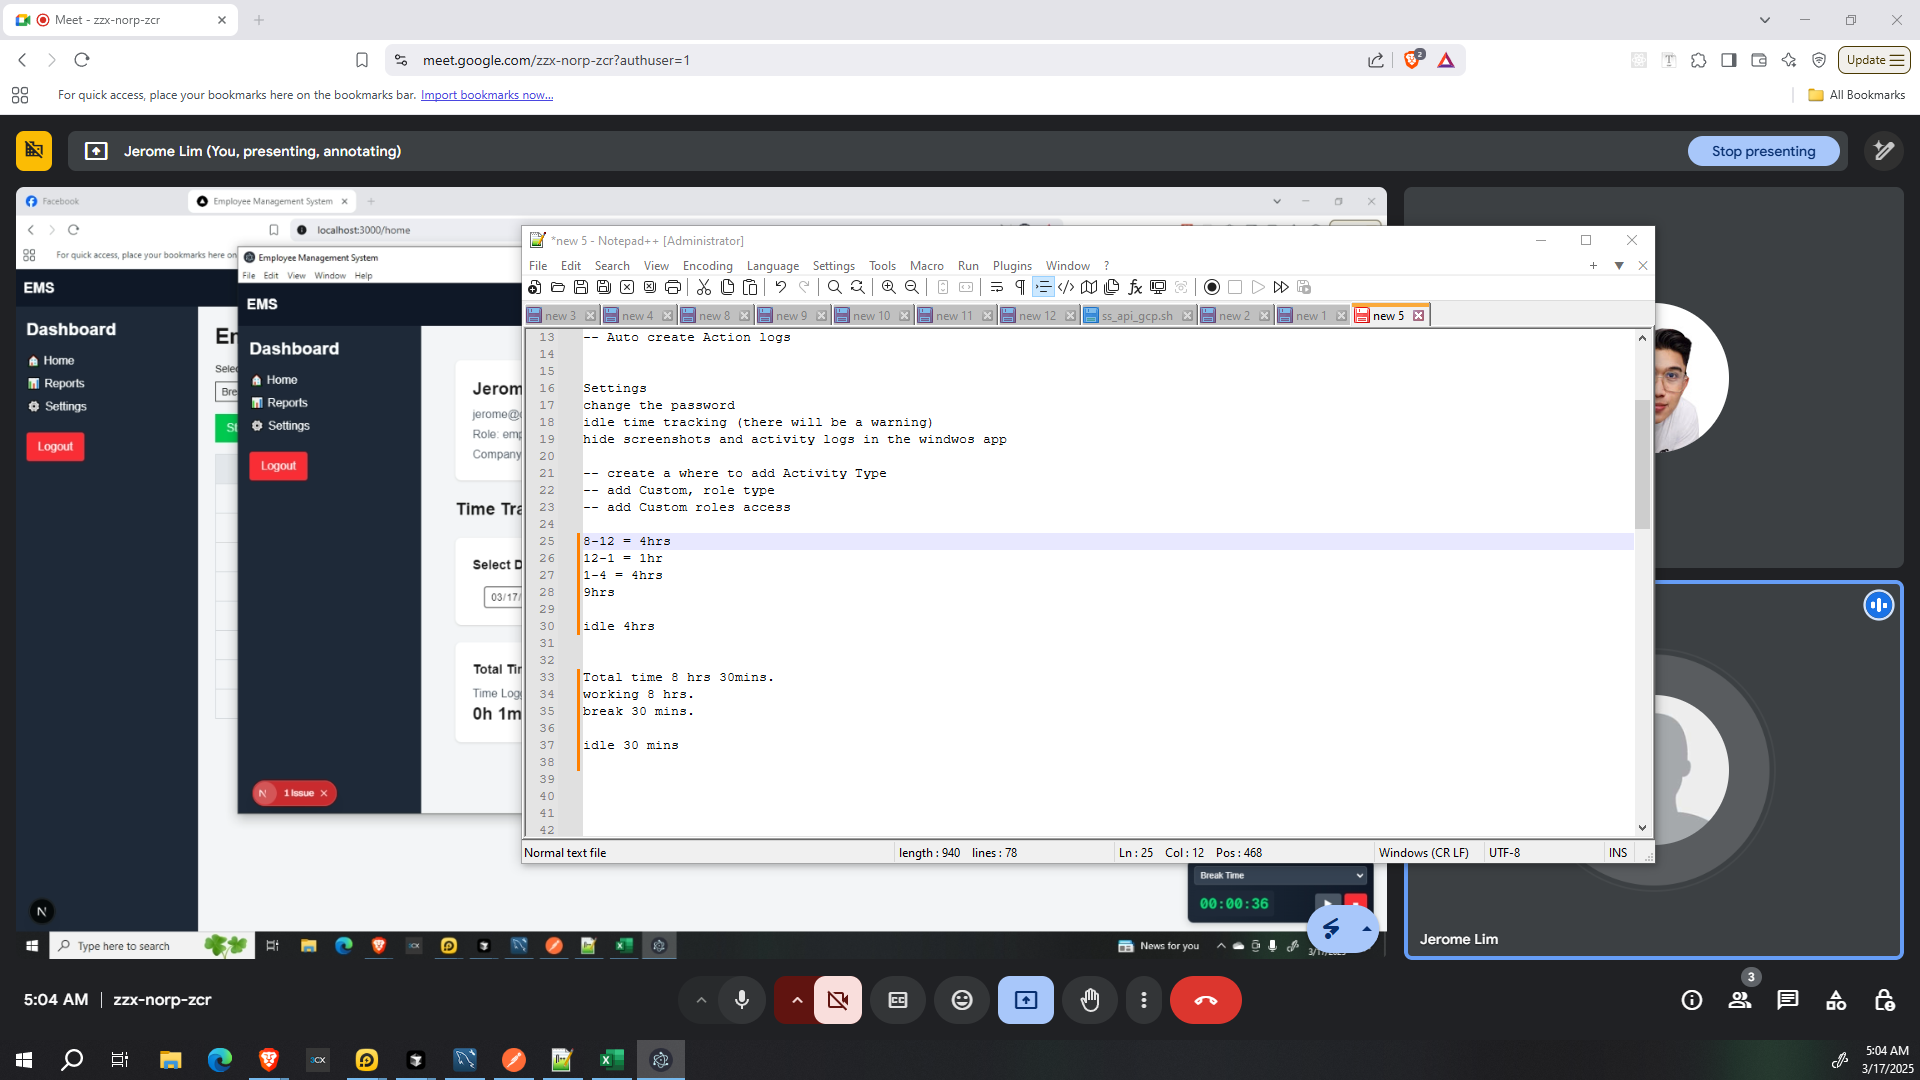 Meet - zzx-norp-zcr
meet.google.com/zzx-norp-zcr?authuser=1
2
Update
For quick access, place your bookmarks here on the bookmarks bar. Import bookmarks now...
All Bookmarks
Jerome Lim (You, presenting, annotating)
Stop presenting
Facebook
Employee Management System
localhost:3000/home
For quick access, place your bookmarks here on
EMS
Dashboard
Home
Reports
Settings
Logout
N
Employee Management System
File Edit View Window Help
EMS
Dashboard
Home
Reports
Settings
Logout
N 1 Issue
Jerom
jerome@
Role: em
Company
Time Tra
Select D
03/17/
Total Tim
Time Logg
0h 1m
*new 5 - Notepad++ [Administrator]
File Edit Search View Encoding Language Settings Tools Macro Run Plugins Window ?
new 3 new 4 new 8 new 9 new 10 new 11 new 12 ss_api_gcp.sh new 2 new 1 new 5
13 -- Auto create Action logs
14
15
16 Settings
17 change the password
18 idle time tracking (there will be a warning)
19 hide screenshots and activity logs in the windwos app
20
21 -- create a where to add Activity Type
22 -- add Custom, role type
23 -- add Custom roles access
24
25 8-12 = 4hrs
26 12-1 = 1hr
27 1-4 = 4hrs
28 9hrs
29
30 idle 4hrs
31
32
33 Total time 8 hrs 30mins.
34 working 8 hrs.
35 break 30 mins.
36
37 idle 30 mins
38
39
40
41
42
Normal text file length : 940 lines : 78 Ln : 25 Col : 12 Pos : 468 Windows (CR LF) UTF-8 INS
Break Time
00:00:36
Type here to search
News for you
Jerome Lim
5:04 AM | zzx-norp-zcr
3
5:04 AM
3/17/2025